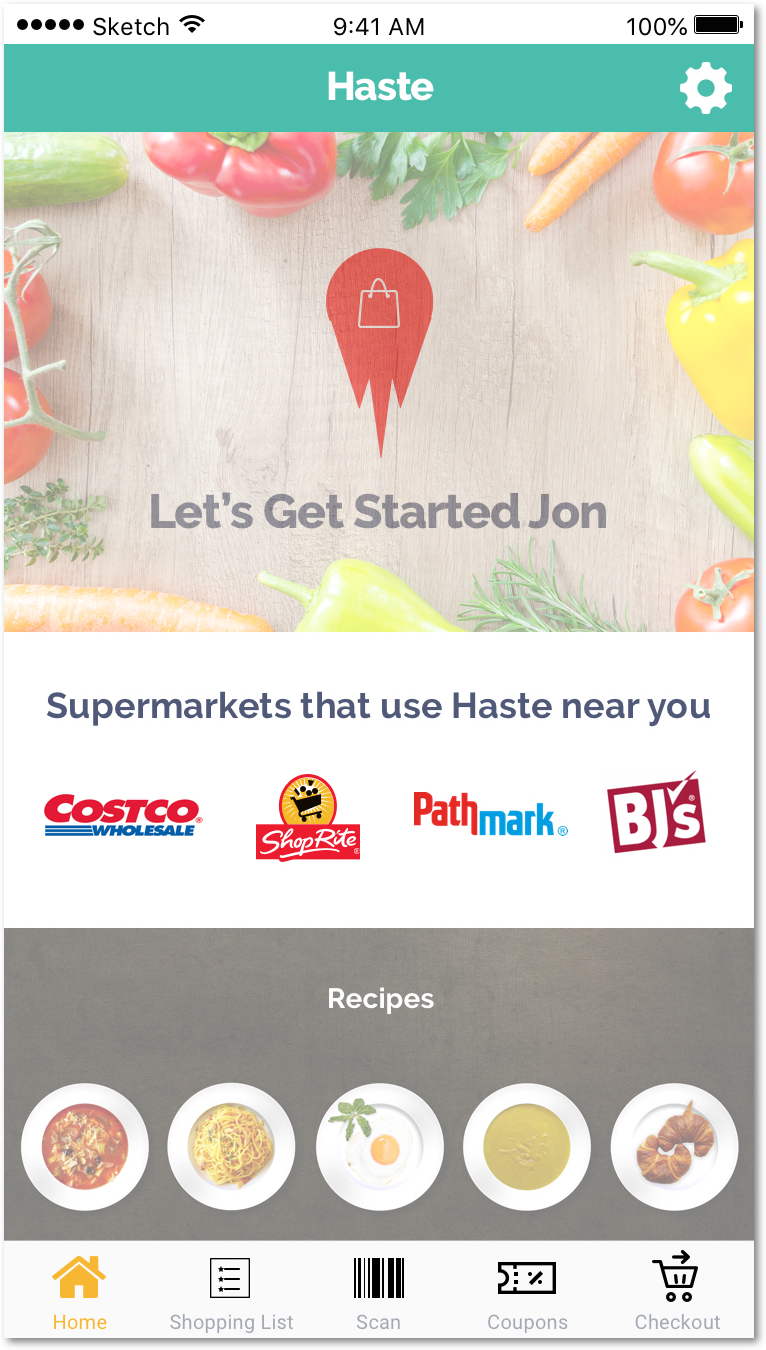 Sketch 9:41 AM 100%
Haste
Let’s Get Started Jon
Supermarkets that use Haste near you
COSTCO WHOLESALE®
ShopRite®
Pathmark®
BJ's®
Recipes
Home Shopping List Scan Coupons Checkout